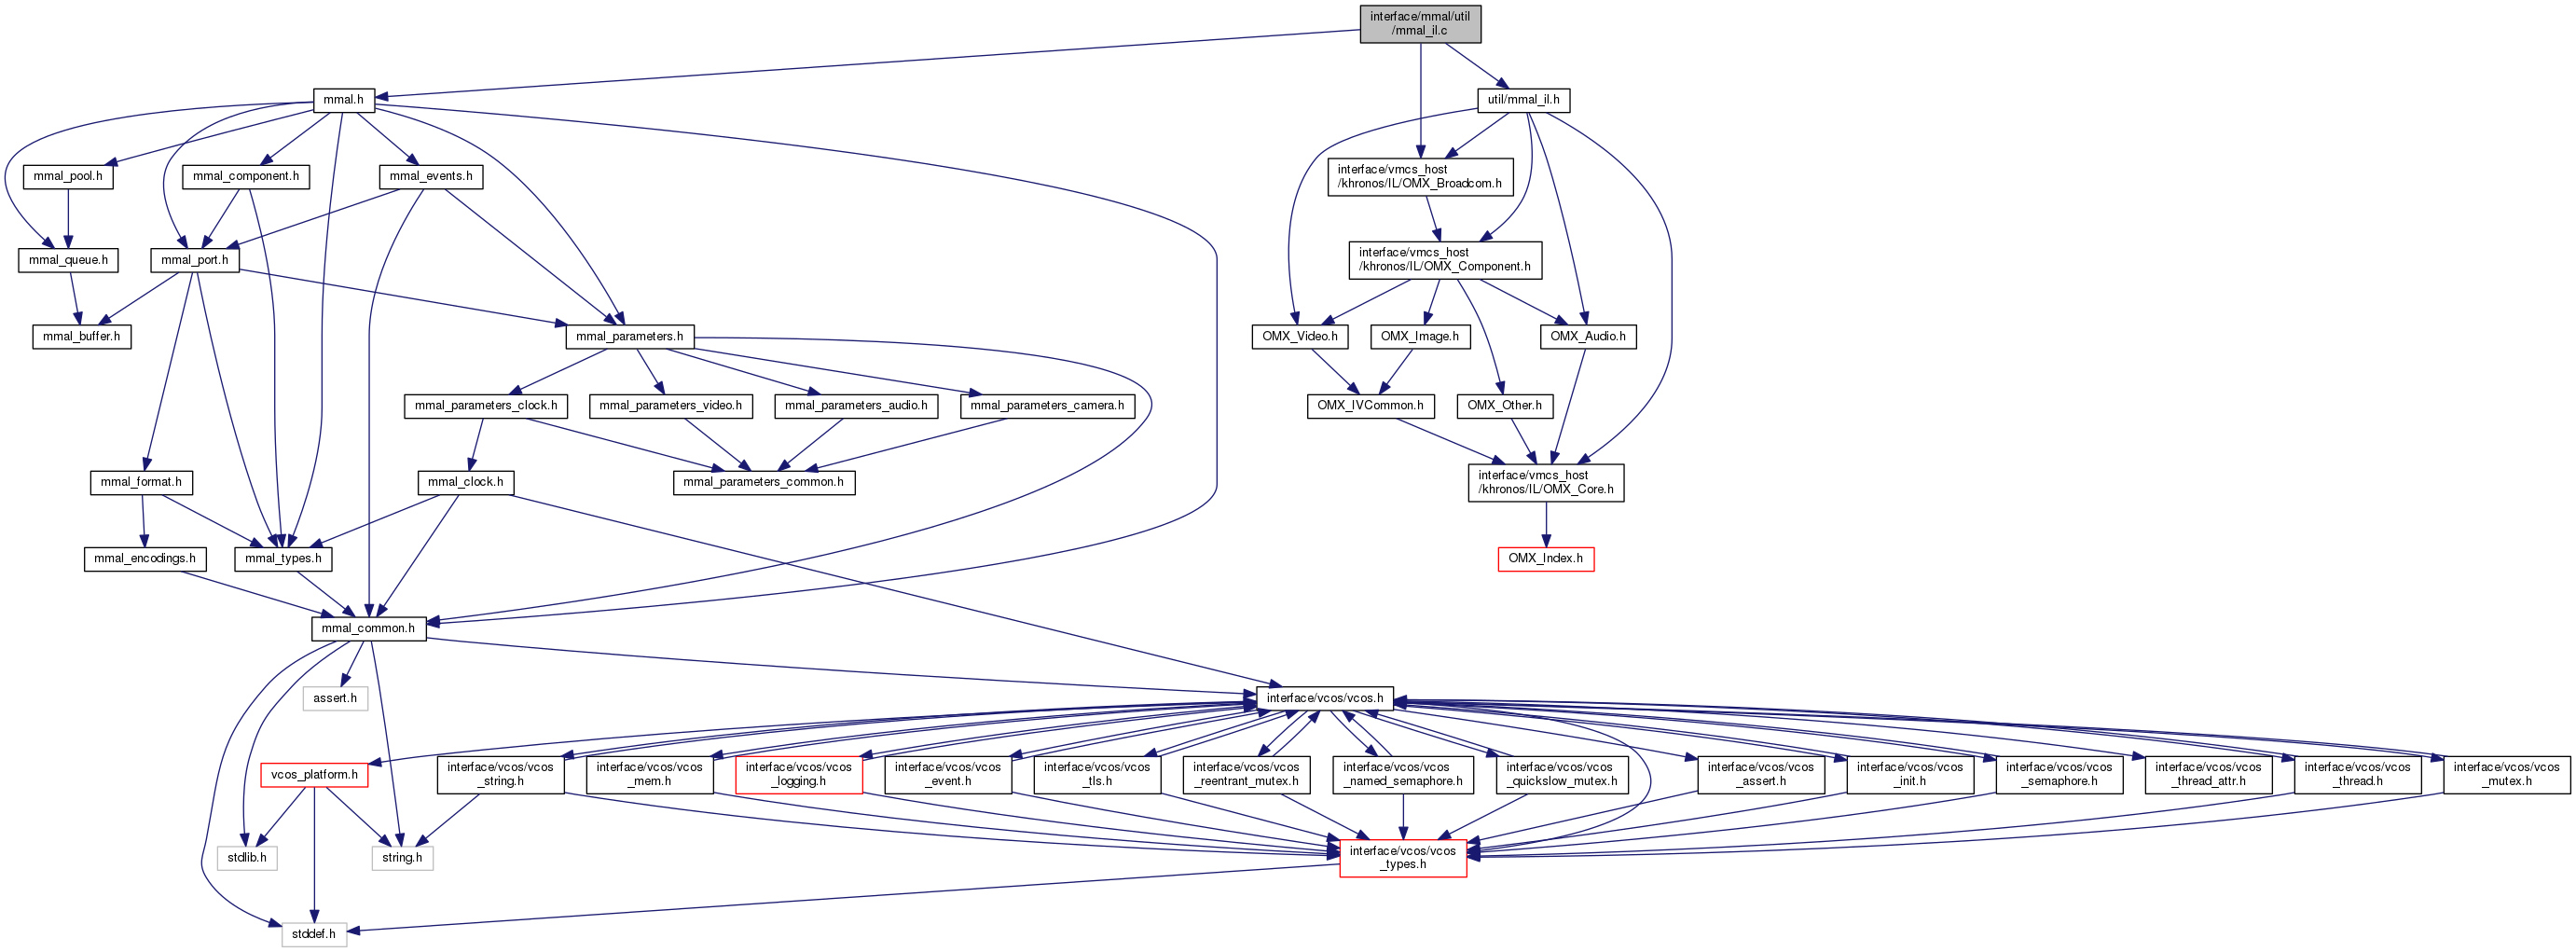 interface/mmal/util
/mmal_il.c
mmal.h
util/mmal_il.h
mmal_pool.h
mmal_component.h
mmal_events.h
interface/vmcs_host
/khronos/IL/OMX_Broadcom.h
mmal_queue.h
mmal_port.h
interface/vmcs_host
/khronos/IL/OMX_Component.h
mmal_buffer.h
mmal_parameters.h
OMX_Video.h
OMX_Image.h
OMX_Audio.h
mmal_parameters_clock.h
mmal_parameters_video.h
mmal_parameters_audio.h
mmal_parameters_camera.h
OMX_IVCommon.h
OMX_Other.h
mmal_format.h
mmal_clock.h
mmal_parameters_common.h
interface/vmcs_host
/khronos/IL/OMX_Core.h
mmal_encodings.h
mmal_types.h
OMX_Index.h
mmal_common.h
assert.h
interface/vcos/vcos.h
vcos_platform.h
interface/vcos/vcos
_string.h
interface/vcos/vcos
_mem.h
interface/vcos/vcos
_logging.h
interface/vcos/vcos
_event.h
interface/vcos/vcos
_tls.h
interface/vcos/vcos
_reentrant_mutex.h
interface/vcos/vcos
_named_semaphore.h
interface/vcos/vcos
_quickslow_mutex.h
interface/vcos/vcos
_assert.h
interface/vcos/vcos
_init.h
interface/vcos/vcos
_semaphore.h
interface/vcos/vcos
_thread_attr.h
interface/vcos/vcos
_thread.h
interface/vcos/vcos
_mutex.h
stdlib.h
string.h
interface/vcos/vcos
_types.h
stddef.h